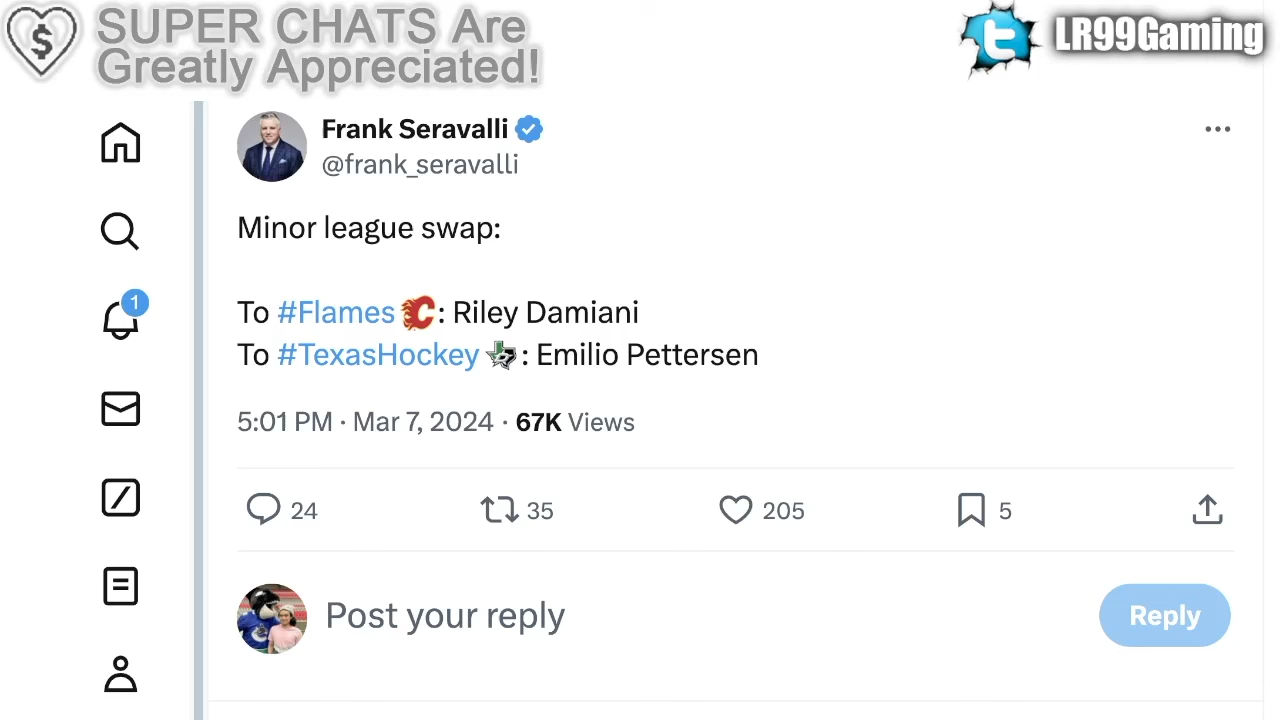 SUPER CHATS Are
Greatly Appreciated!
LR99Gaming
Frank Seravalli
@frank_seravalli
Minor league swap:
To #Flames : Riley Damiani
To #TexasHockey : Emilio Pettersen
5:01 PM · Mar 7, 2024 · 67K Views
24 35 205 5
1
Post your reply
Reply